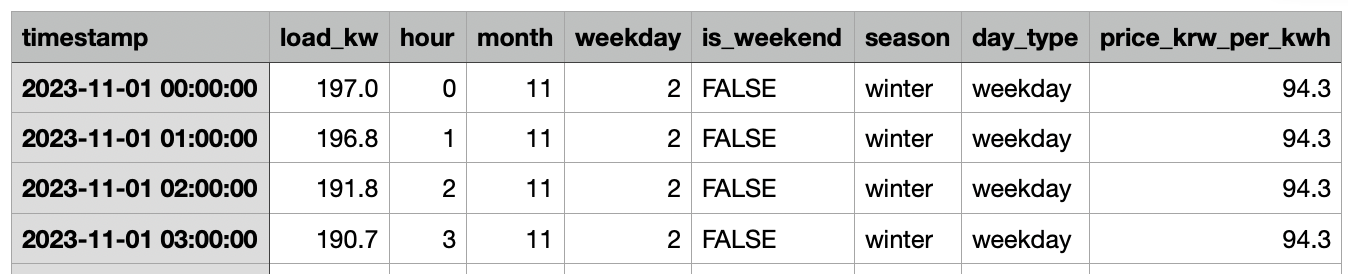 timestamp load_kw hour month weekday is_weekend season day_type price_krw_per_kwh
2023-11-01 00:00:00 197.0 0 11 2 FALSE winter weekday 94.3
2023-11-01 01:00:00 196.8 1 11 2 FALSE winter weekday 94.3
2023-11-01 02:00:00 191.8 2 11 2 FALSE winter weekday 94.3
2023-11-01 03:00:00 190.7 3 11 2 FALSE winter weekday 94.3